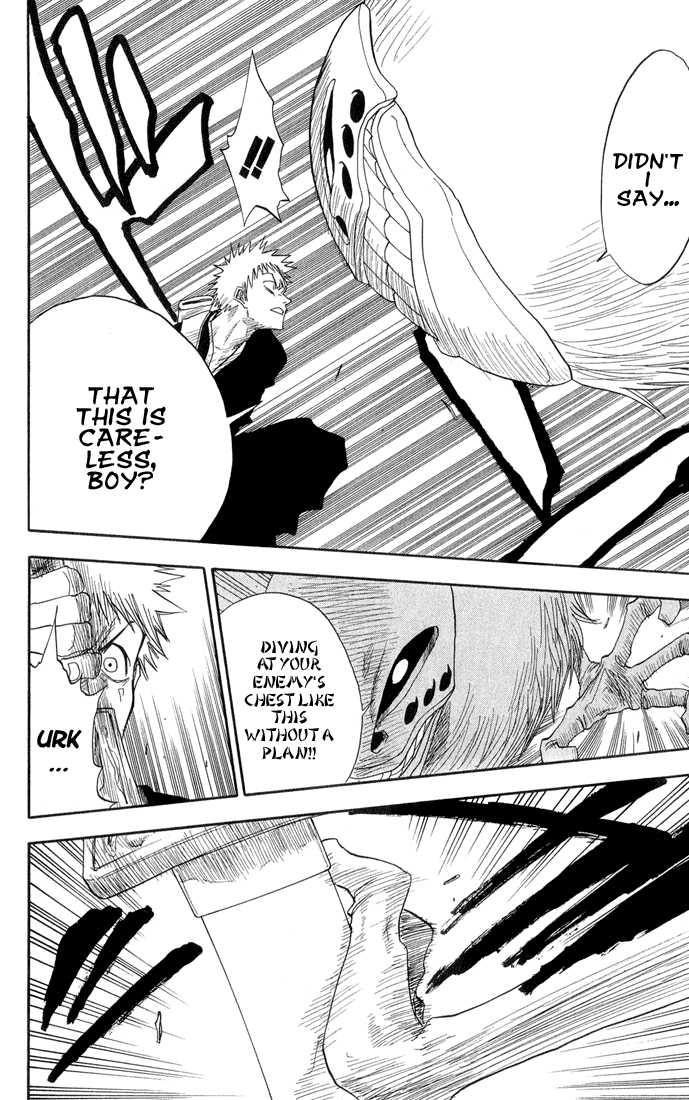 DIDN'T
I
SAY...
!!
THAT
THIS IS
CARE-
LESS,
BOY?
DIVING
AT YOUR
ENEMY'S
CHEST LIKE
THIS
WITHOUT A
PLAN!!
URK
...